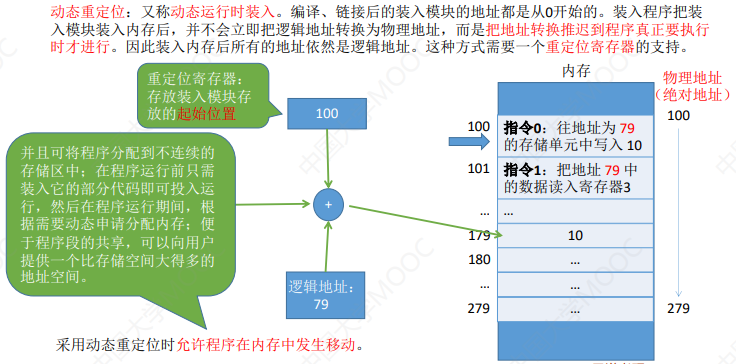 动态重定位：又称动态运行时装入。编译、链接后的装入模块的地址都是从0开始的。装入程序把装
入模块装入内存后，并不会立即把逻辑地址转换为物理地址，而是把地址转换推迟到程序真正要执行
时才进行。因此装入内存后所有的地址依然是逻辑地址。这种方式需要一个重定位寄存器的支持。
重定位寄存器：
存放装入模块存
放的起始位置
100
内存
物理地址
（绝对地址）
100
指令0：往地址为 79
的存储单元中写入 10
100
101
指令1：把地址 79 中
的数据读入寄存器3
并且可将程序分配到不连续的
存储区中；在程序运行前只需
装入它的部分代码即可投入运
行，然后在程序运行期间，根
据需要动态申请分配内存；便
于程序段的共享，可以向用户
提供一个比存储空间大得多的
地址空间。
+
...
...
179
10
180
...
...
...
279
...
279
逻辑地址：
79
采用动态重定位时允许程序在内存中发生移动。
中国大学MOOC